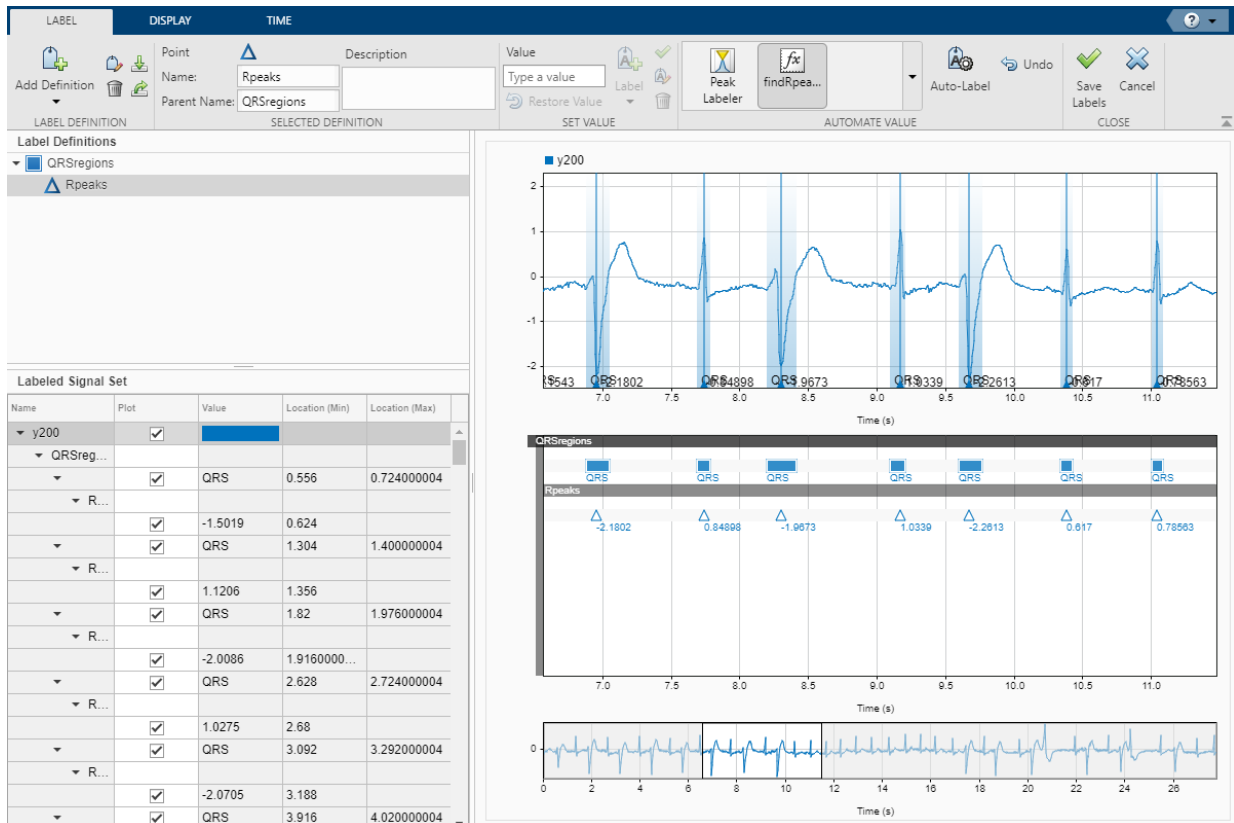 LABEL DISPLAY TIME ?
Add Definition
LABEL DEFINITION
Point Description
Name: Rpeaks
Parent Name: QRSregions
SELECTED DEFINITION
Value
Type a value
Restore Value
Label
SET VALUE
Peak Labeler
fx
findRpea...
Auto-Label
Undo
AUTOMATE VALUE
Save Labels
Cancel
CLOSE
Label Definitions
QRSregions
Rpeaks
Labeled Signal Set
Name Plot Value Location (Min) Location (Max)
y200
QRSreg...
QRS 0.556 0.724000004
R...
-1.5019 0.624
QRS 1.304 1.400000004
R...
1.1206 1.356
QRS 1.82 1.976000004
R...
-2.0086 1.9160000...
QRS 2.628 2.724000004
R...
1.0275 2.68
QRS 3.092 3.292000004
R...
-2.0705 3.188
QRS 3.916 4.020000004
y200
2
1
0
-1
-2
7.0 7.5 8.0 8.5 9.0 9.5 10.0 10.5 11.0
Time (s)
QRSregions
QRS QRS QRS QRS QRS QRS QRS
Rpeaks
-2.1802 0.84898 -1.9673 1.0339 -2.2613 0.617 0.78563
7.0 7.5 8.0 8.5 9.0 9.5 10.0 10.5 11.0
Time (s)
0
0 2 4 6 8 10 12 14 16 18 20 22 24 26
Time (s)